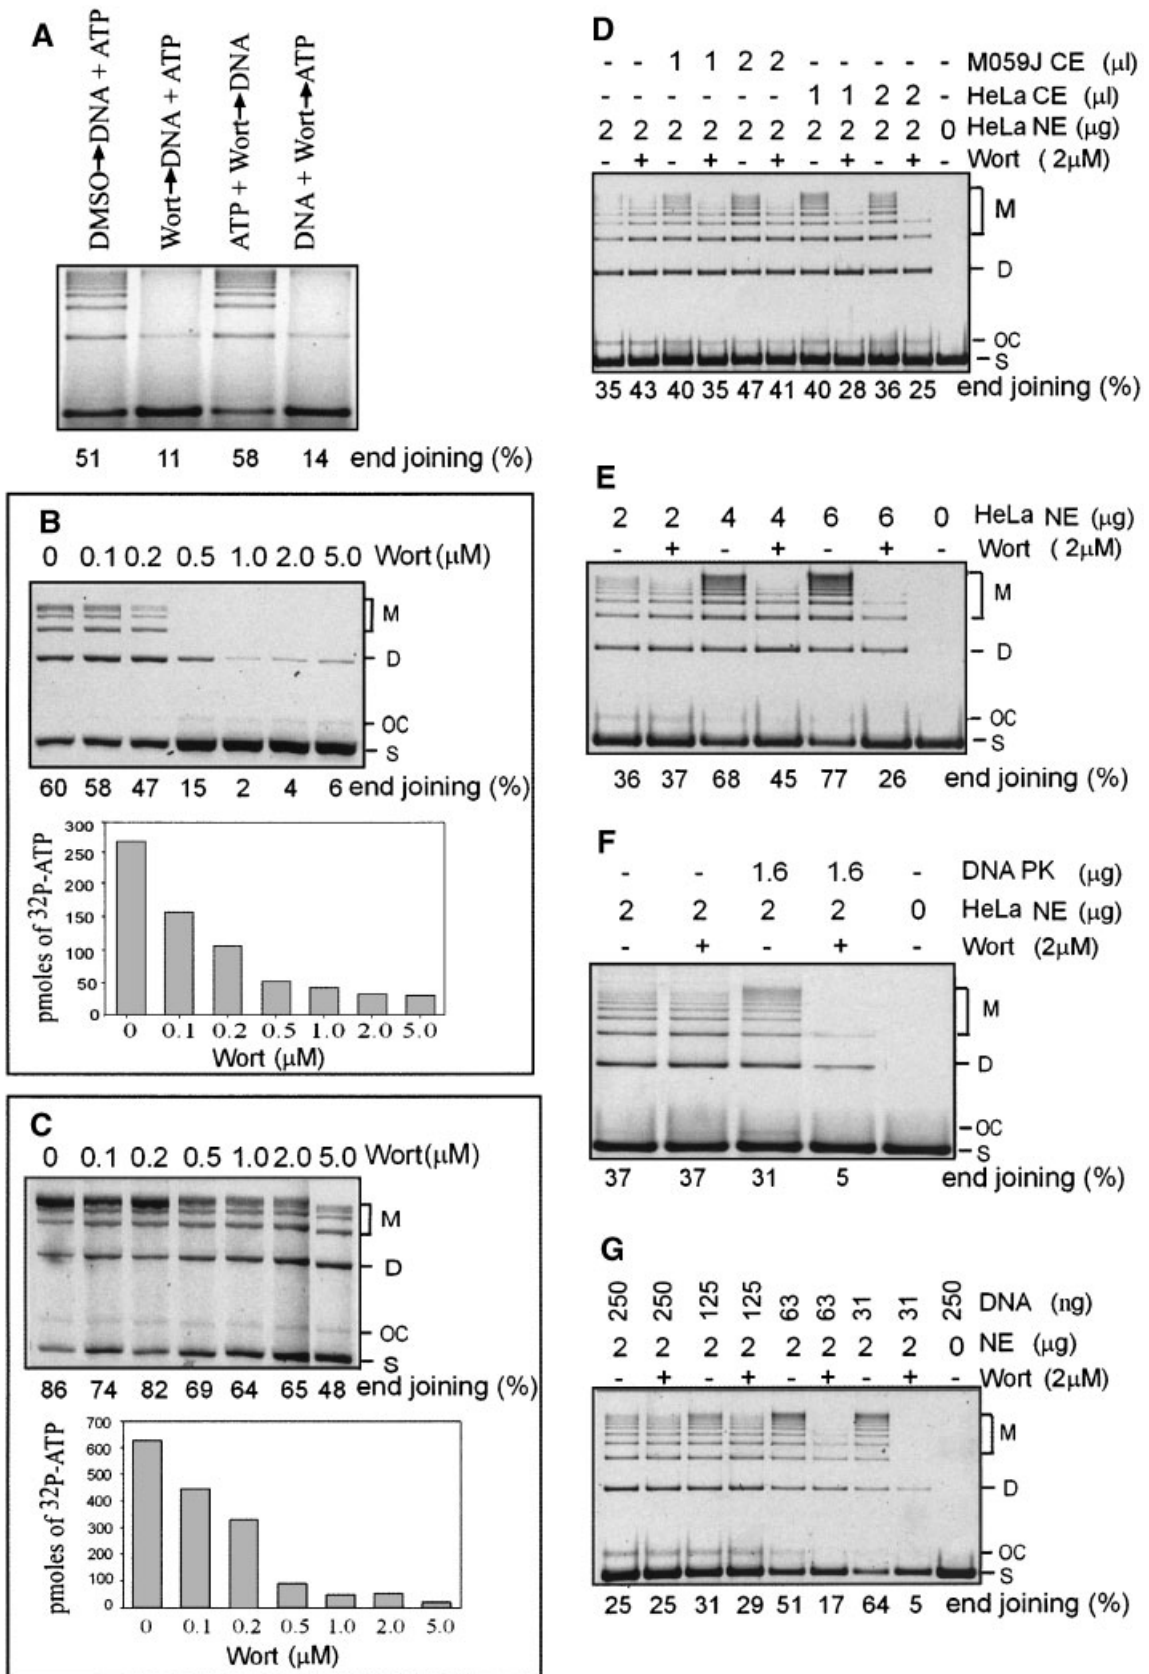 A
DMSO→DNA + ATP
Wort→DNA + ATP
ATP + Wort→DNA
DNA + Wort→ATP
51 11 58 14 end joining (%)
B
0 0.1 0.2 0.5 1.0 2.0 5.0 Wort (μM)
M
D
OC
S
60 58 47 15 2 4 6 end joining (%)
pmoles of 32P-ATP
300
250
200
150
100
50
0
0 0.1 0.2 0.5 1.0 2.0 5.0
Wort (μM)
C
0 0.1 0.2 0.5 1.0 2.0 5.0 Wort(μM)
M
D
OC
S
86 74 82 69 64 65 48 end joining (%)
pmoles of 32P-ATP
700
600
500
400
300
200
100
0
0 0.1 0.2 0.5 1.0 2.0 5.0
Wort (μM)
D
- - 1 1 2 2 - - - - - M059J CE (μl)
- - - - - - 1 1 2 2 - HeLa CE (μl)
2 2 2 2 2 2 2 2 2 2 0 HeLa NE (μg)
- + - + - + - + - + - Wort ( 2μM)
M
D
OC
S
35 43 40 35 47 41 40 28 36 25 end joining (%)
E
2 2 4 4 6 6 0 HeLa NE (μg)
- + - + - + - Wort ( 2μM)
M
D
OC
S
36 37 68 45 77 26 end joining (%)
F
- - 1.6 1.6 - DNA PK (μg)
2 2 2 2 0 HeLa NE (μg)
- + - + - Wort (2μM)
M
D
OC
S
37 37 31 5 end joining (%)
G
250 250 125 125 63 63 31 31 250 DNA (ng)
2 2 2 2 2 2 2 2 0 NE (μg)
- + - + - + - + - Wort (2μM)
M
D
OC
S
25 25 31 29 51 17 64 5 end joining (%)